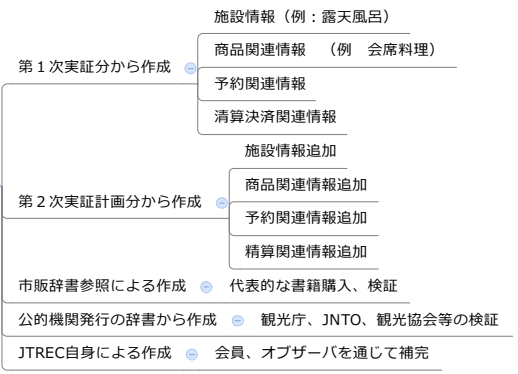 施設情報（例：露天風呂）
商品関連情報　（例　会席料理）
第１次実証分から作成
予約関連情報
清算決済関連情報
施設情報追加
商品関連情報追加
第２次実証計画分から作成
予約関連情報追加
精算関連情報追加
市販辞書参照による作成　代表的な書籍購入、検証
公的機関発行の辞書から作成　観光庁、JNTO、観光協会等の検証
JTREC自身による作成　会員、オブザーバを通じて補完